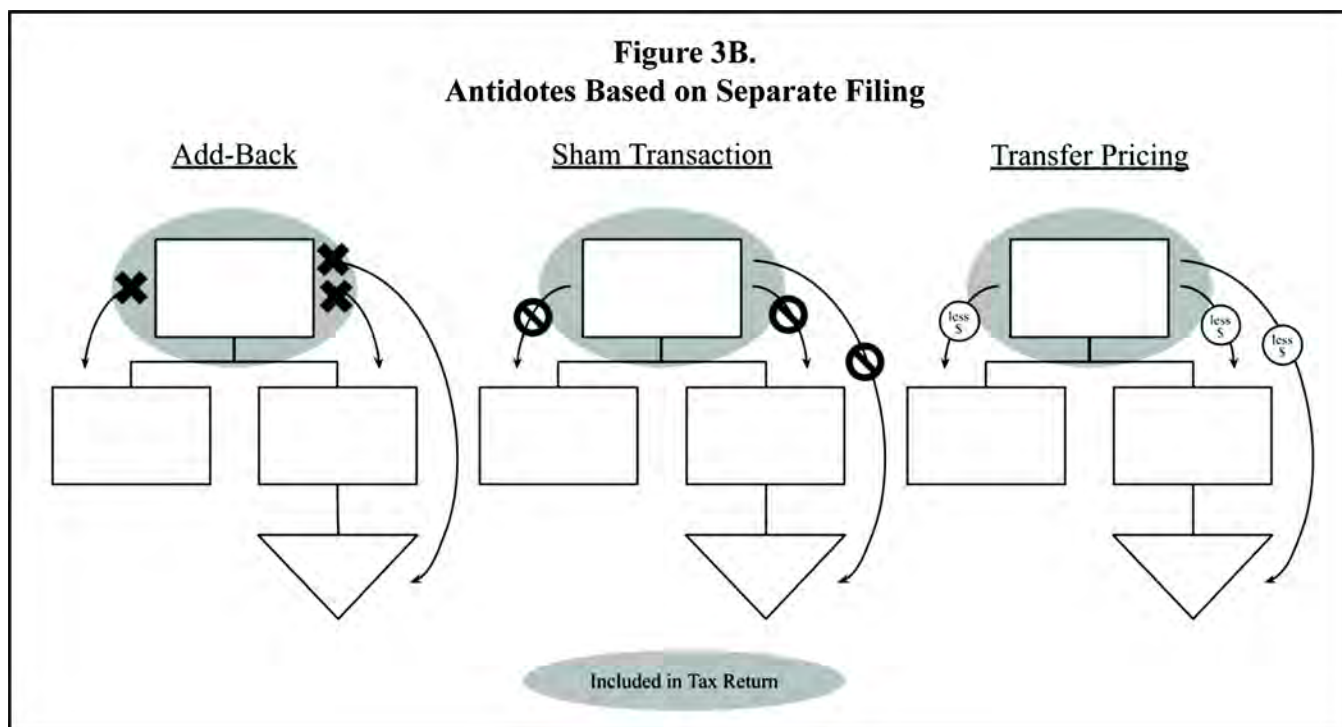 Figure 3B.
Antidotes Based on Separate Filing
Add-Back
Sham Transaction
Transfer Pricing
less
$
less
$
less
$
Included in Tax Return